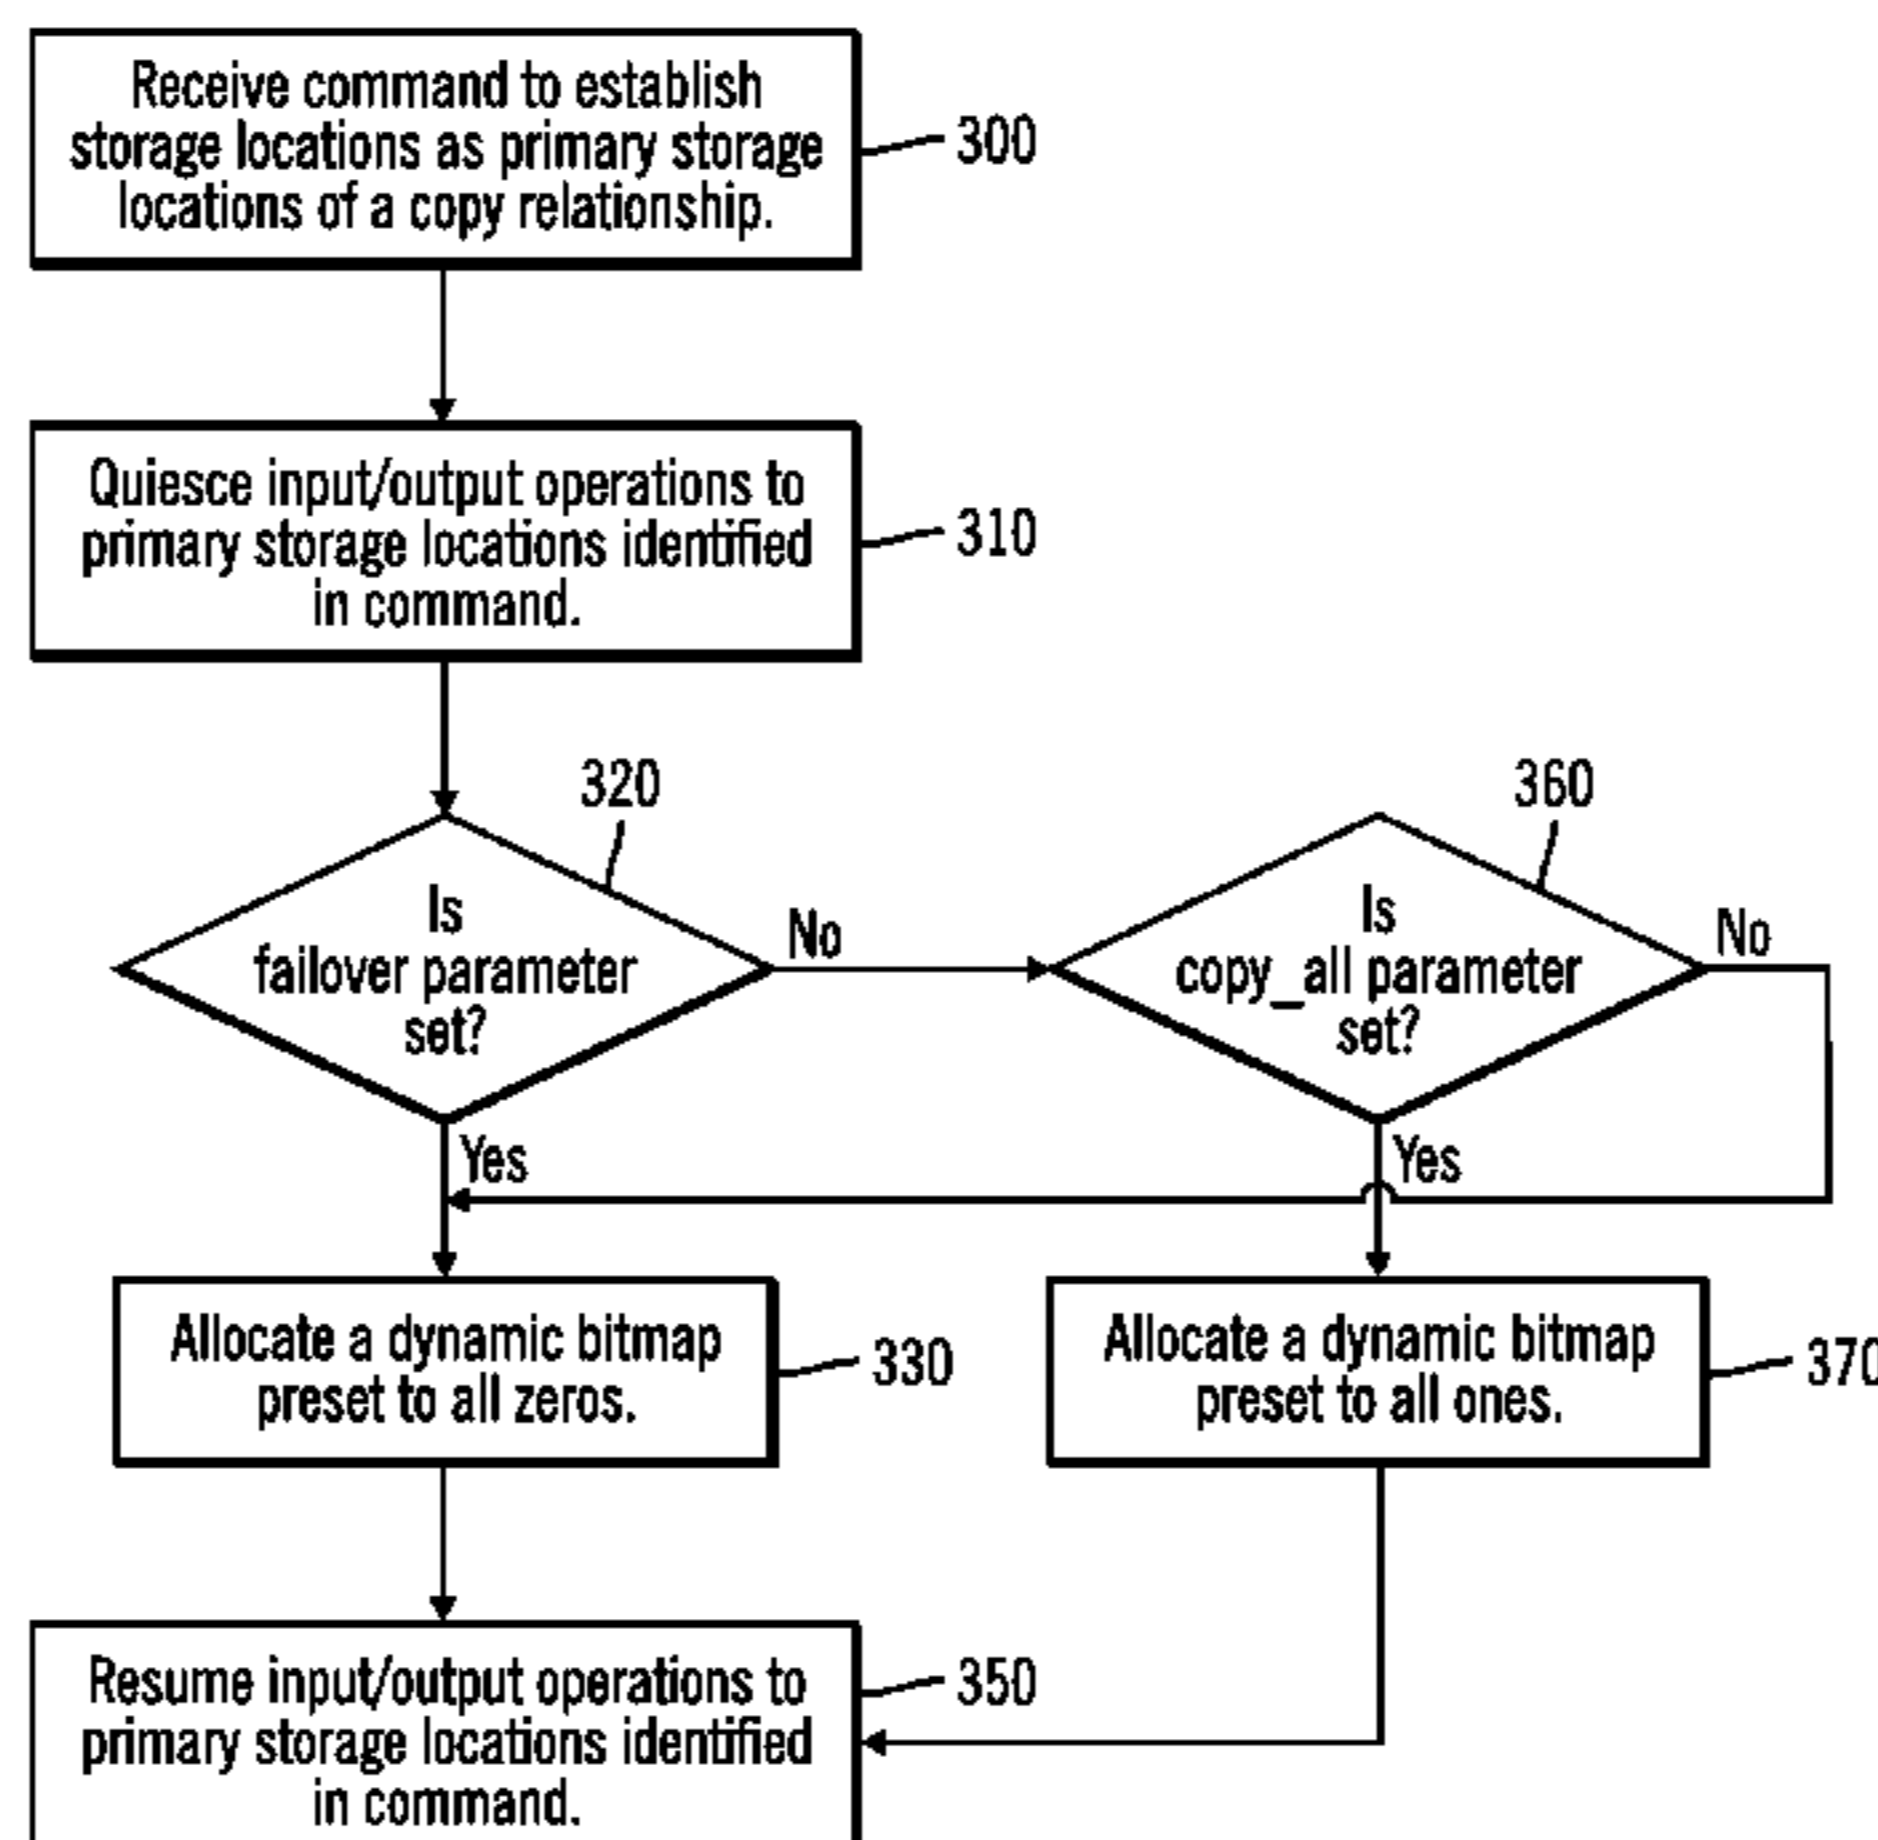 Receive command to establish
storage locations as primary storage
locations of a copy relationship.
300
Quiesce input/output operations to
primary storage locations identified
in command.
310
320
Is
failover parameter
set?
No
Yes
360
Is
copy_all parameter
set?
No
Yes
Allocate a dynamic bitmap
preset to all zeros.
330
Allocate a dynamic bitmap
preset to all ones.
370
Resume input/output operations to
primary storage locations identified
in command.
350